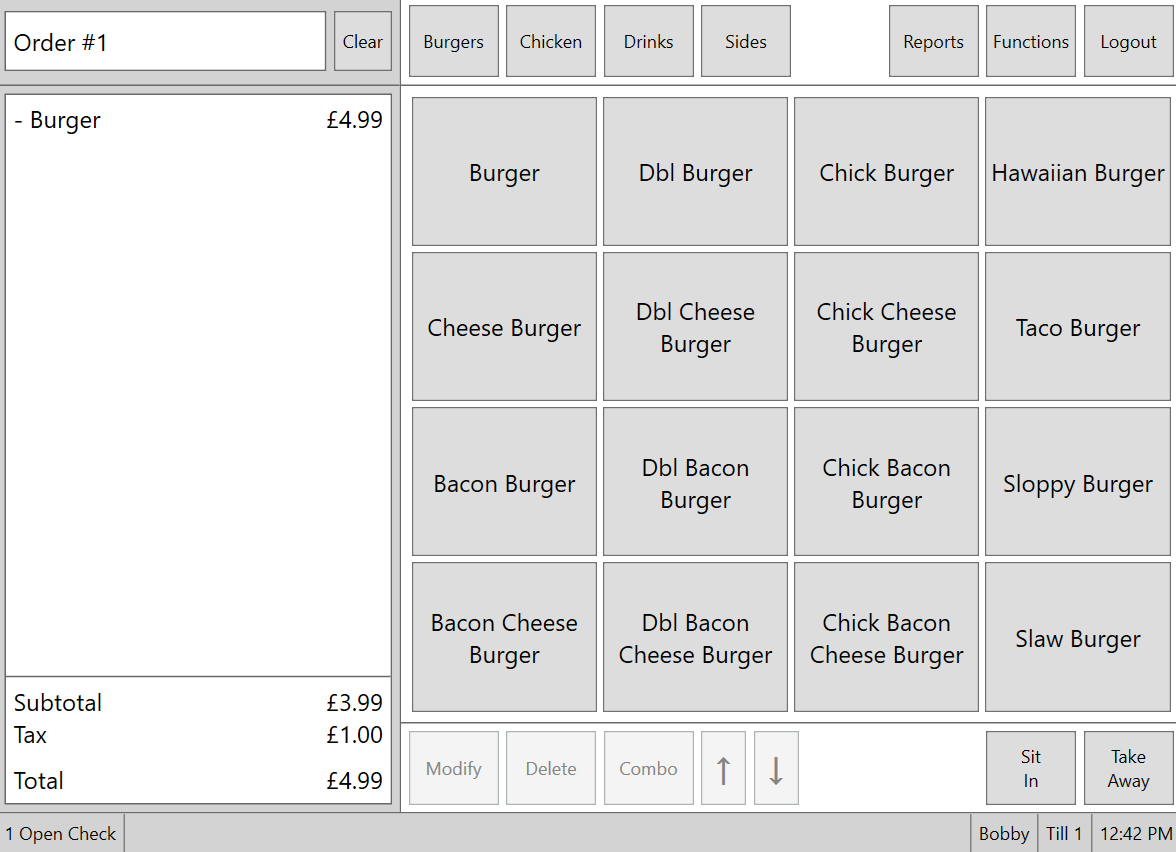 Order #1
Clear
Burgers
Chicken
Drinks
Sides
Reports
Functions
Logout
- Burger £4.99
Burger
Dbl Burger
Chick Burger
Hawaiian Burger
Cheese Burger
Dbl Cheese
Burger
Chick Cheese
Burger
Taco Burger
Bacon Burger
Dbl Bacon
Burger
Chick Bacon
Burger
Sloppy Burger
Bacon Cheese
Burger
Dbl Bacon
Cheese Burger
Chick Bacon
Cheese Burger
Slaw Burger
Subtotal £3.99
Tax £1.00
Total £4.99
Modify
Delete
Combo
↑
↓
Sit
In
Take
Away
1 Open Check
Bobby
Till 1
12:42 PM